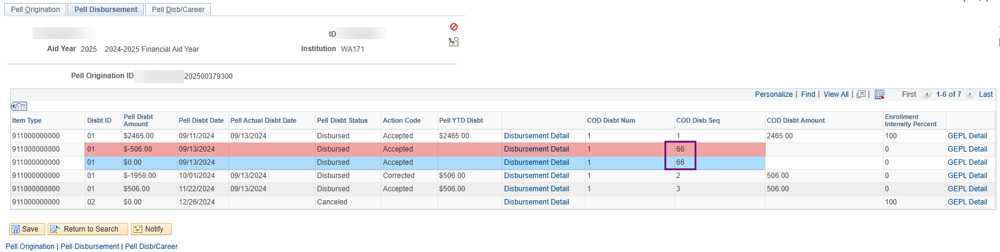 Pell Origination Pell Disbursement Pell Disb/Career
ID
Aid Year 2025 2024-2025 Financial Aid Year Institution WA171
Pell Origination ID 202500379300
Personalize | Find | View All | | First 1-6 of 7 Last
Item Type Disbt ID Pell Disbt Amount Pell Disbt Date Pell Actual Disbt Date Pell Disbt Status Action Code Pell YTD Disbt COD Disbt Num COD Disb Seq COD Disbt Amount Enrollment Intensity Percent
911000000000 01 $2465.00 09/11/2024 09/13/2024 Disbursed Accepted $2465.00 Disbursement Detail 1 1 2465.00 100 GEPL Detail
911000000000 01 $-506.00 09/13/2024 Disbursed Accepted Disbursement Detail 1 66 0 GEPL Detail
911000000000 01 $0.00 09/13/2024 Disbursed Accepted Disbursement Detail 1 66 0 GEPL Detail
911000000000 01 $-1959.00 10/01/2024 09/13/2024 Disbursed Corrected $506.00 Disbursement Detail 1 2 506.00 0 GEPL Detail
911000000000 01 $506.00 11/22/2024 09/13/2024 Disbursed Accepted $506.00 Disbursement Detail 1 3 506.00 0 GEPL Detail
911000000000 02 $0.00 12/26/2024 Canceled Disbursement Detail 100 GEPL Detail
Save Return to Search Notify
Pell Origination | Pell Disbursement | Pell Disb/Career